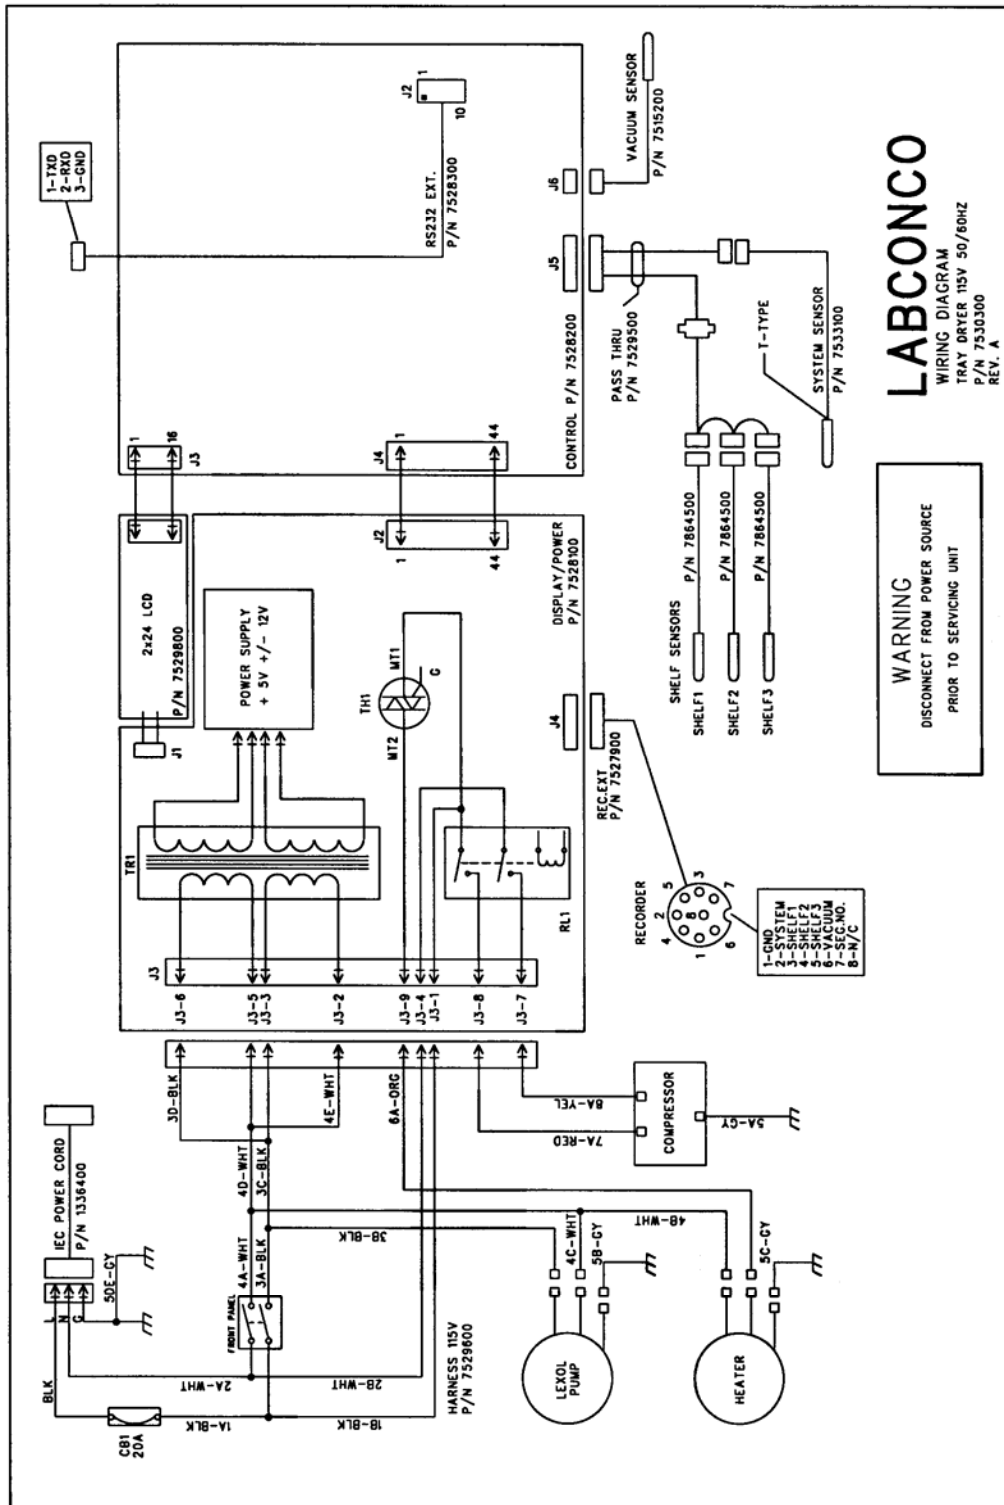 IEC POWER CORD
P/N 1336400
BLK
L
N
G
50E-GY
CB1
20A
1A-BLK
2A-WHT
FRONT PANEL
4A-WHT
3A-BLK
4D-WHT
3C-BLK
3D-BLK
4E-WHT
6A-ORG
1B-BLK
2B-WHT
HARNESS 115V
P/N 7529600
3B-BLK
4C-WHT
5B-GY
4B-WHT
5C-GY
LEXOL
PUMP
HEATER
7A-RED
8A-YEL
COMPRESSOR
5A-GY
J3
J3-6
J3-5
J3-3
J3-2
J3-9
J3-4
J3-1
J3-8
J3-7
TR1
POWER SUPPLY
+ 5V +/- 12V
J1
2x24 LCD
P/N 7529800
TH1
MT2
MT1
G
RL1
J2
1
44
DISPLAY/POWER
P/N 7528100
J4
REC.EXT
P/N 7527900
RECORDER
4
2
5
1
8
3
6
7
1-GND
2-SYSTEM
3-SHELF1
4-SHELF2
5-SHELF3
6-VACUUM
7-SEG.NO.
8-N/C
1-TXD
2-RXD
3-GND
1
16
J3
J4
1
44
CONTROL P/N 7528200
RS232 EXT.
P/N 7528300
J2
1
10
J5
J6
VACUUM SENSOR
P/N 7515200
PASS THRU
P/N 7529500
T-TYPE
SYSTEM SENSOR
P/N 7533100
SHELF SENSORS
SHELF1
P/N 7864500
SHELF2
P/N 7864500
SHELF3
P/N 7864500
WARNING
DISCONNECT FROM POWER SOURCE
PRIOR TO SERVICING UNIT
LABCONCO
WIRING DIAGRAM
TRAY DRYER 115V 50/60HZ
P/N 7530300
REV. A